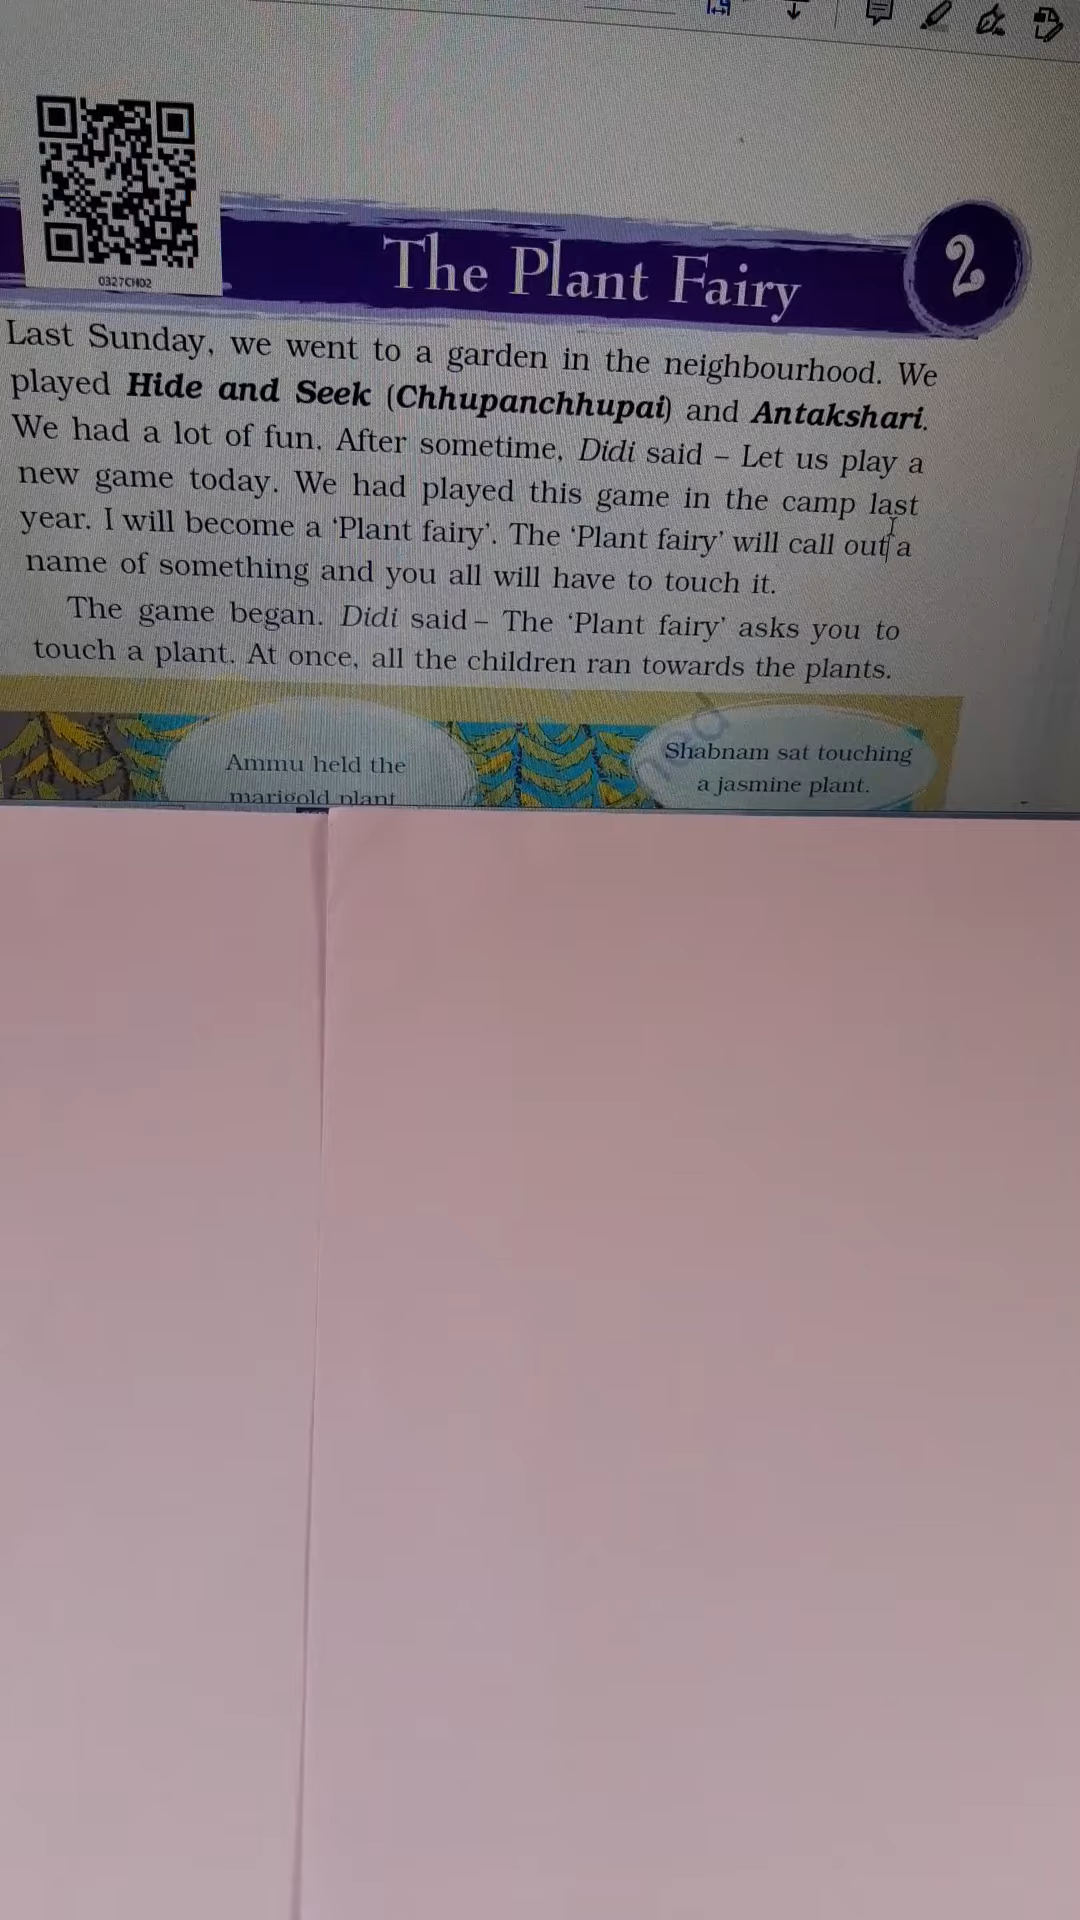 0327CH02
The Plant Fairy
2
Last Sunday, we went to a garden in the neighbourhood. We
played Hide and Seek (Chhupanchhupai) and Antakshari.
We had a lot of fun. After sometime, Didi said – Let us play a
new game today. We had played this game in the camp last
year. I will become a ‘Plant fairy’. The ‘Plant fairy’ will call out a
name of something and you all will have to touch it.
The game began. Didi said – The ‘Plant fairy’ asks you to
touch a plant. At once, all the children ran towards the plants.
Ammu held the
marigold plant
Shabnam sat touching
a jasmine plant.